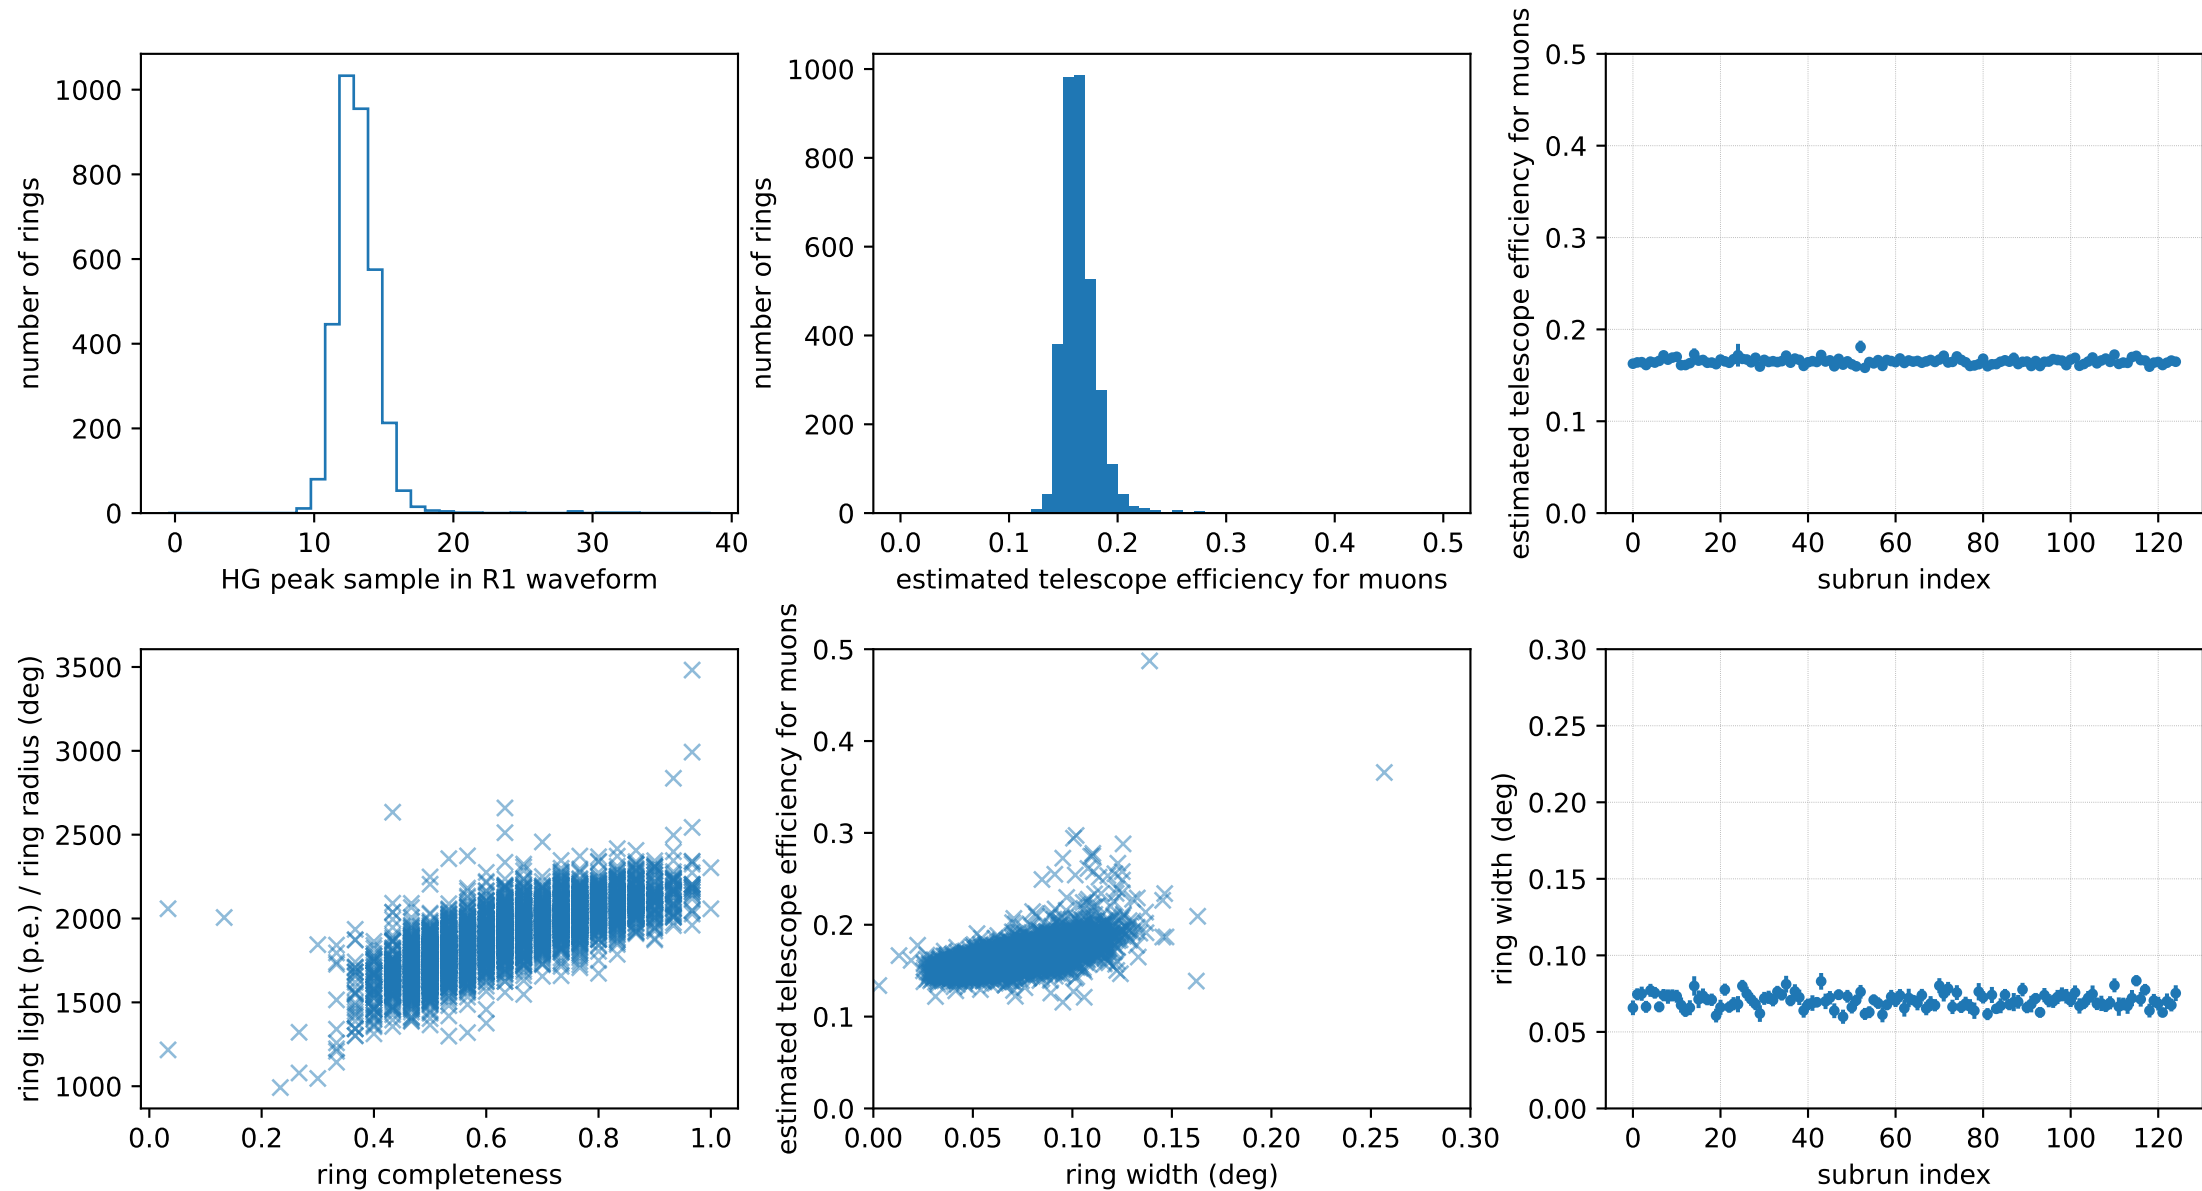 number of rings
1000
800
600
400
200
0
0 10 20 30 40
HG peak sample in R1 waveform
number of rings
1000
800
600
400
200
0
0.0 0.1 0.2 0.3 0.4 0.5
estimated telescope efficiency for muons
estimated telescope efficiency for muons
0.5
0.4
0.3
0.2
0.1
0.0
0 20 40 60 80 100 120
subrun index
ring light (p.e.) / ring radius (deg)
3500
3000
2500
2000
1500
1000
0.0 0.2 0.4 0.6 0.8 1.0
ring completeness
estimated telescope efficiency for muons
0.5
0.4
0.3
0.2
0.1
0.0
0.00 0.05 0.10 0.15 0.20 0.25 0.30
ring width (deg)
ring width (deg)
0.30
0.25
0.20
0.15
0.10
0.05
0.00
0 20 40 60 80 100 120
subrun index